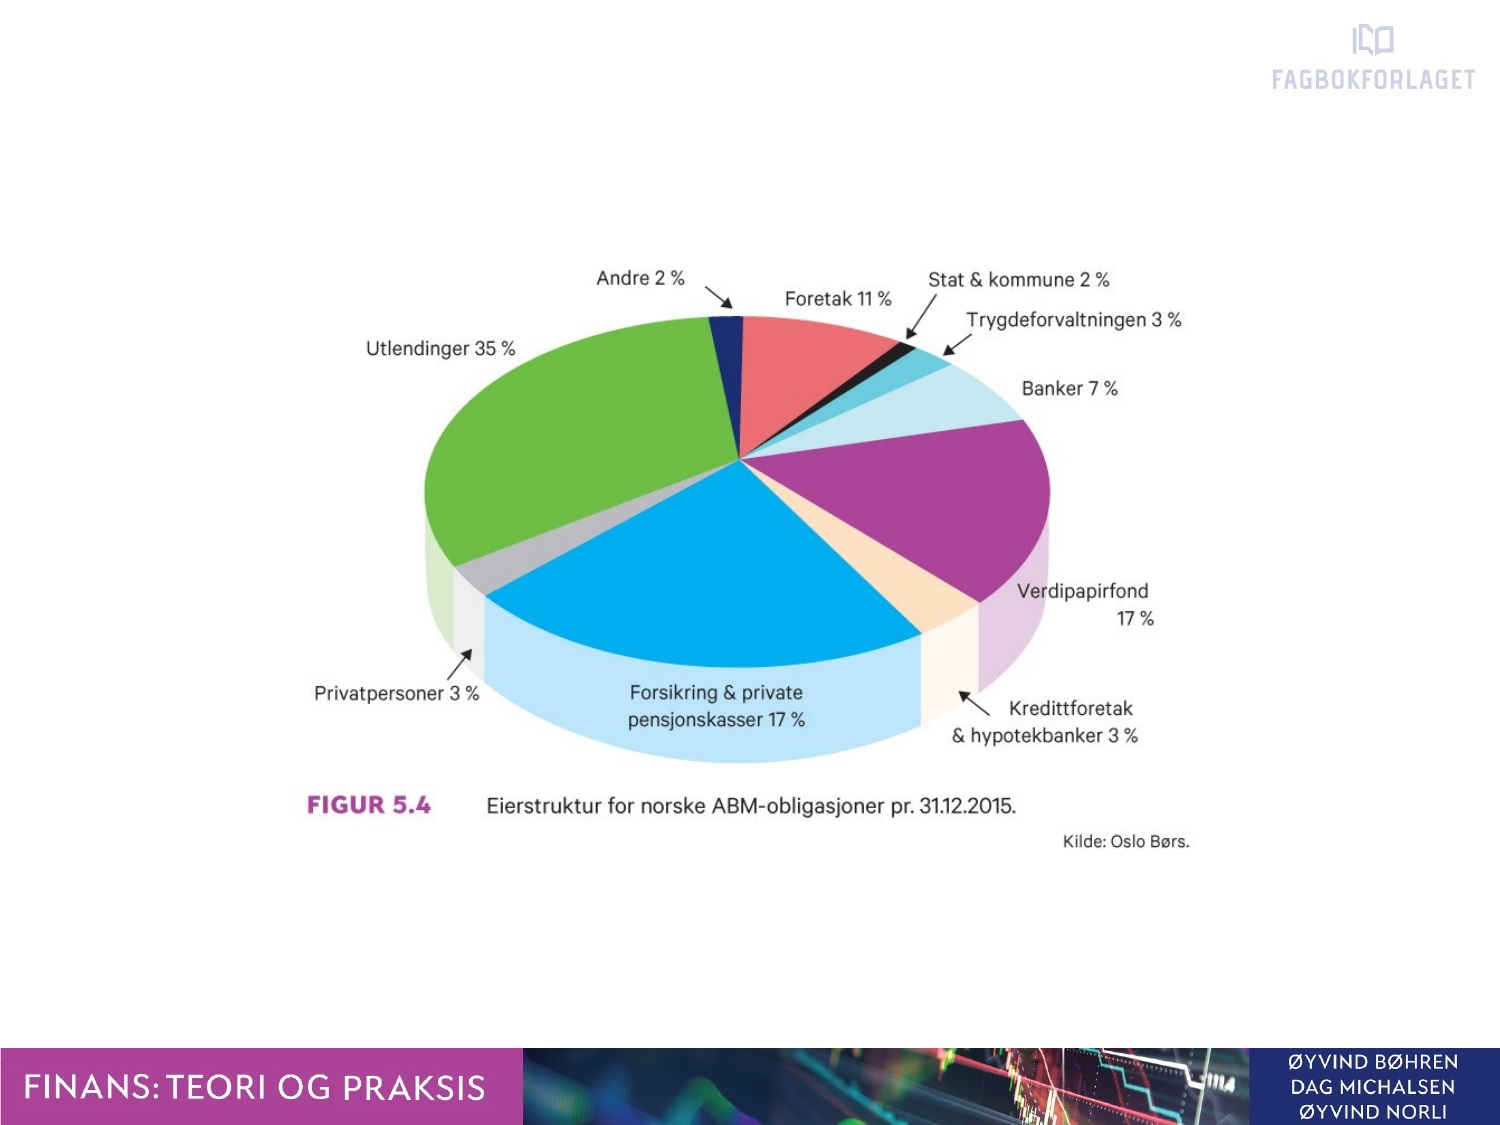 FAGBOKFORLAGET
Andre 2 %
Stat & kommune 2 %
Foretak 11 %
Trygdeforvaltningen 3 %
Utlendinger 35 %
Banker 7 %
Verdipapirfond
17 %
Privatpersoner 3 %
Forsikring & private
pensjonskasser 17 %
Kredittforetak
& hypotekbanker 3 %
FIGUR 5.4 Eierstruktur for norske ABM-obligasjoner pr. 31.12.2015.
Kilde: Oslo Børs.
FINANS: TEORI OG PRAKSIS
ØYVIND BØHREN
DAG MICHALSEN
ØYVIND NORLI